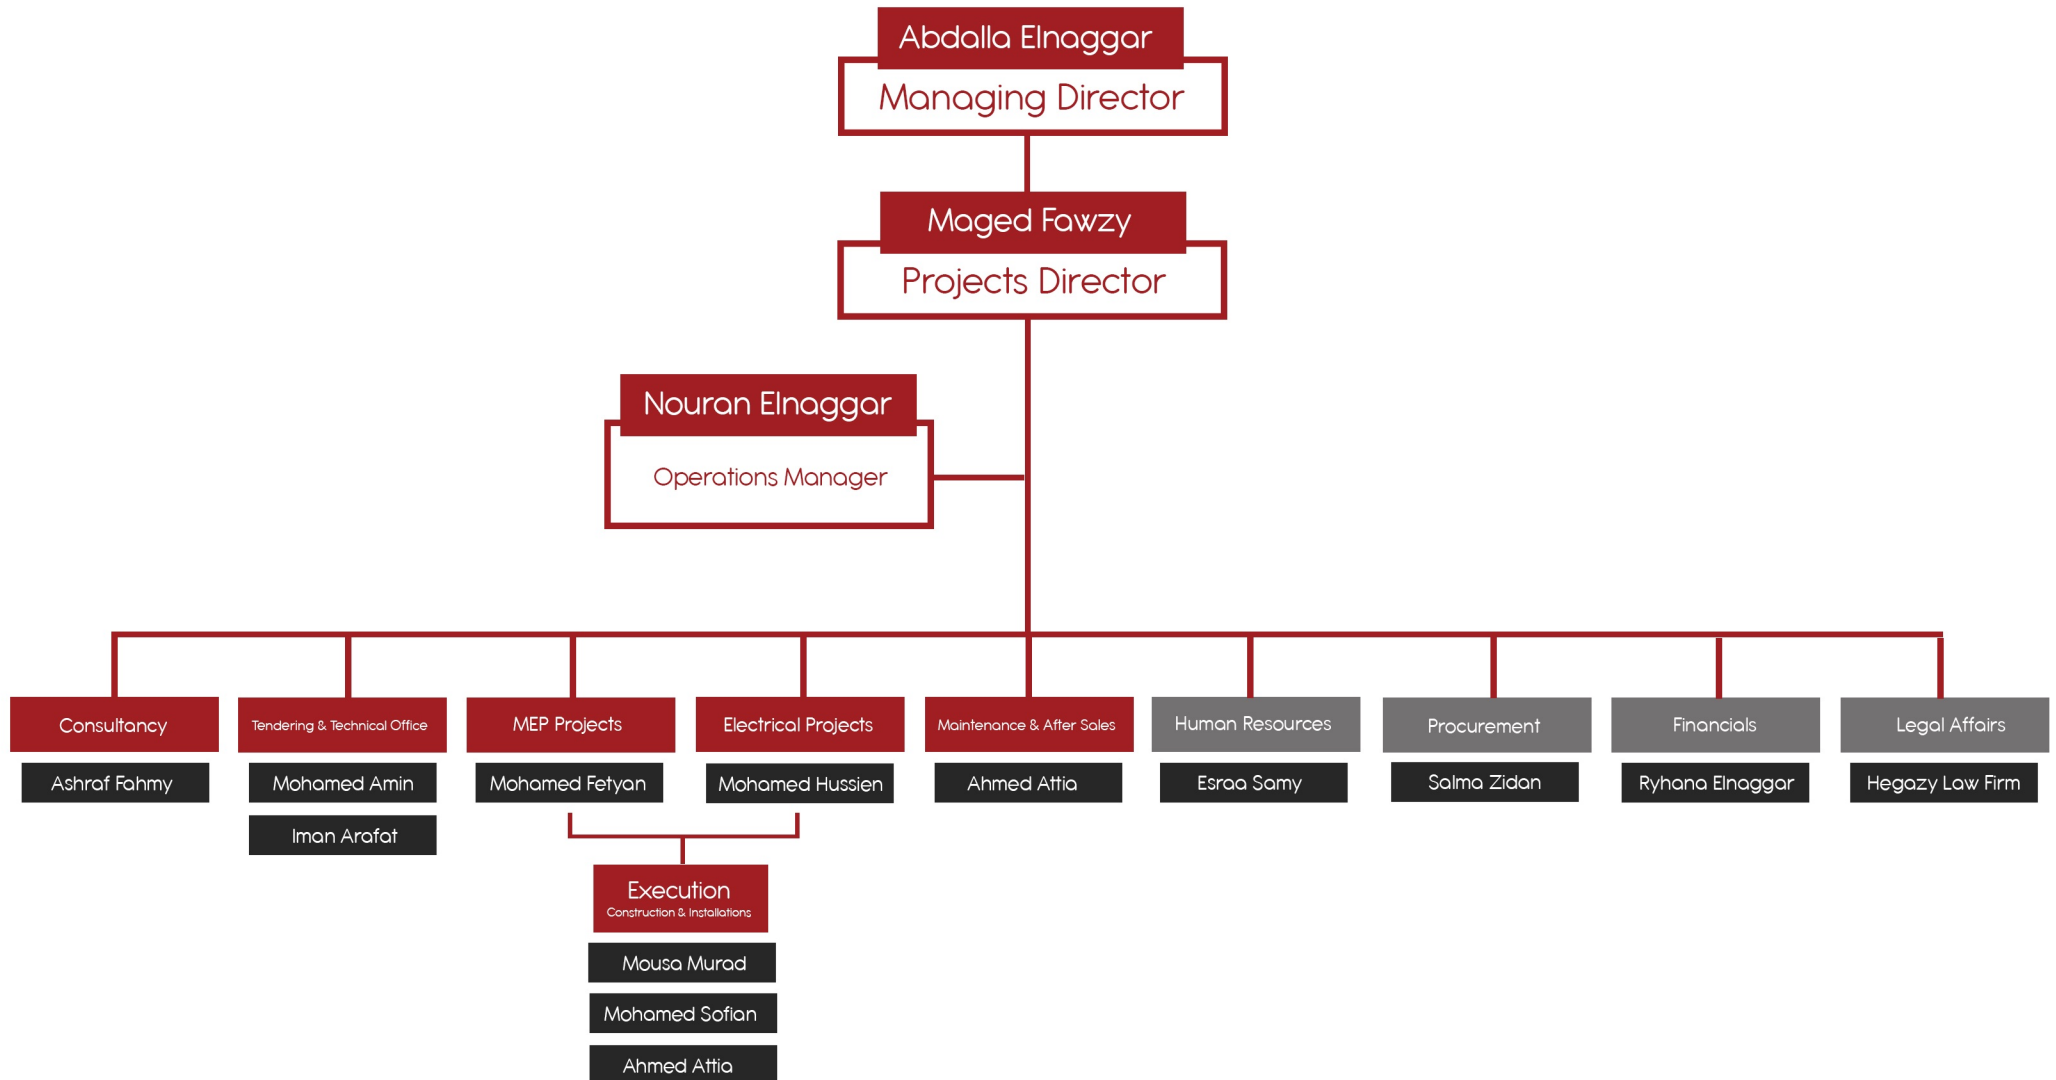 Abdalla Elnaggar
Managing Director
Maged Fawzy
Projects Director
Nouran Elnaggar
Operations Manager
Consultancy
Ashraf Fahmy
Tendering & Technical Office
Mohamed Amin
Iman Arafat
MEP Projects
Mohamed Fetyan
Electrical Projects
Mohamed Hussien
Execution
Construction & Installations
Mousa Murad
Mohamed Sofian
Ahmed Attia
Maintenance & After Sales
Ahmed Attia
Human Resources
Esraa Samy
Procurement
Salma Zidan
Financials
Ryhana Elnaggar
Legal Affairs
Hegazy Law Firm